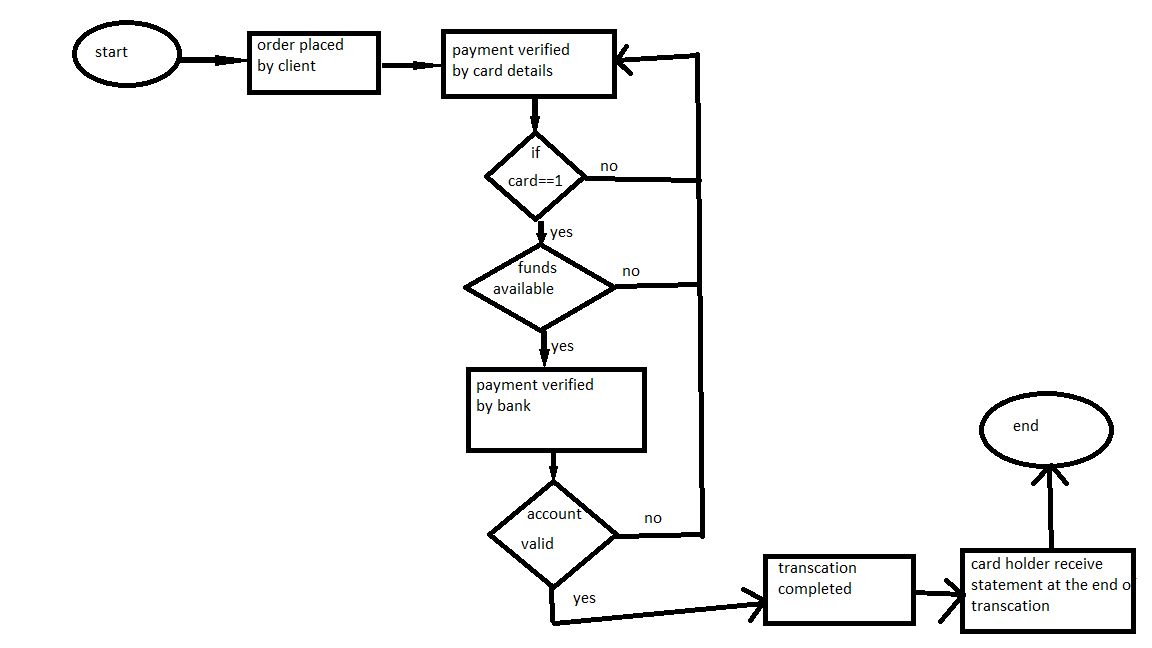 start
order placed
by client
payment verified
by card details
if
card==1
no
yes
funds
available
no
yes
payment verified
by bank
account
valid
no
yes
transcation
completed
card holder receive
statement at the end o
transcation
end